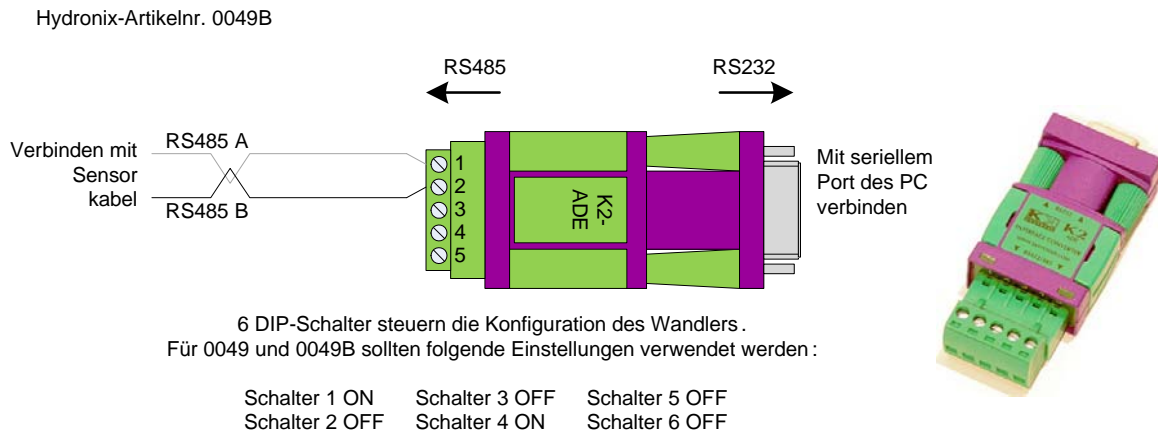 Hydronix-Artikelnr. 0049B
RS485
RS232
Verbinden mit
Sensor
kabel
RS485 A
RS485 B
1
2
3
4
5
K2-
ADE
Mit seriellem
Port des PC
verbinden
K2
6 DIP-Schalter steuern die Konfiguration des Wandlers.
Für 0049 und 0049B sollten folgende Einstellungen verwendet werden:
Schalter 1 ON Schalter 3 OFF Schalter 5 OFF
Schalter 2 OFF Schalter 4 ON Schalter 6 OFF